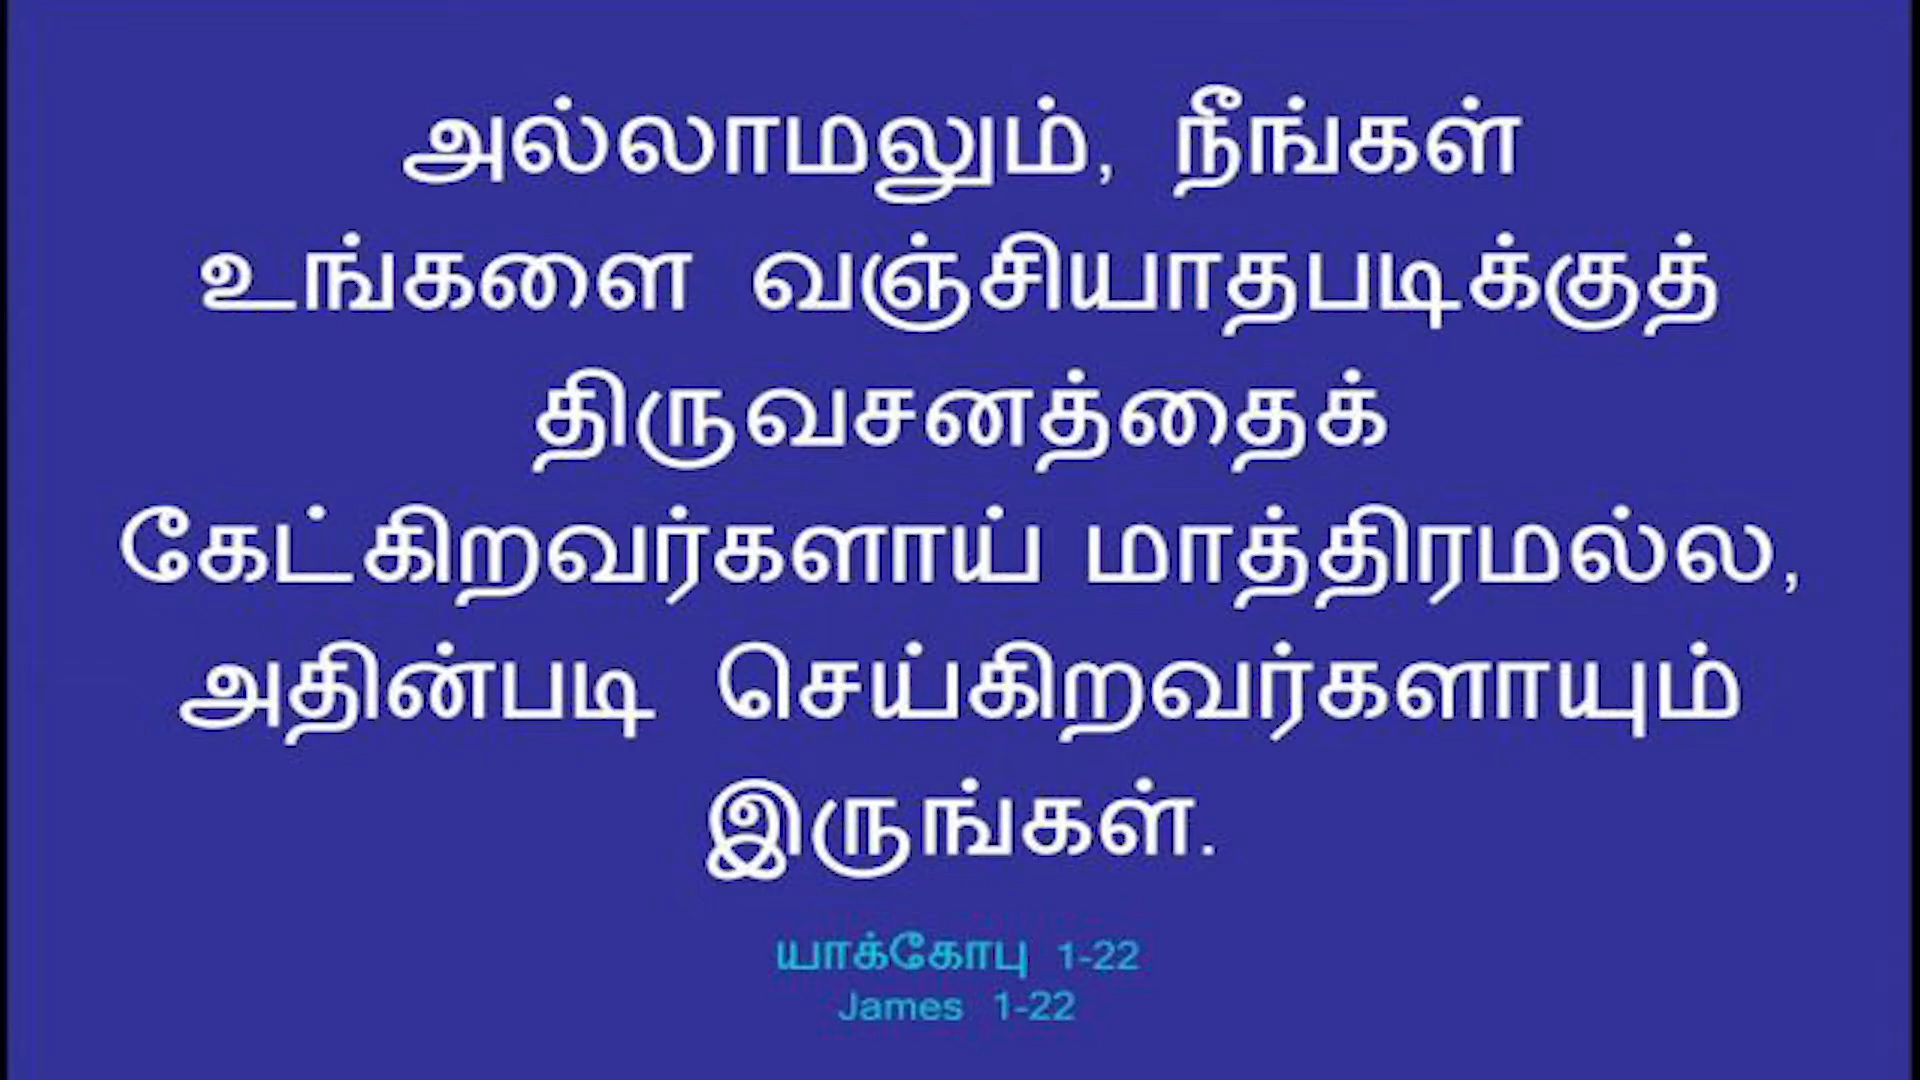 அல்லாமலும், நீங்கள்
உங்களை வஞ்சியாதபடிக்குத்
திருவசனத்தைக்
கேட்கிறவர்களாய் மாத்திரமல்ல,
அதின்படி செய்கிறவர்களாயும்
இருங்கள்.
யாக்கோபு 1-22
James 1-22